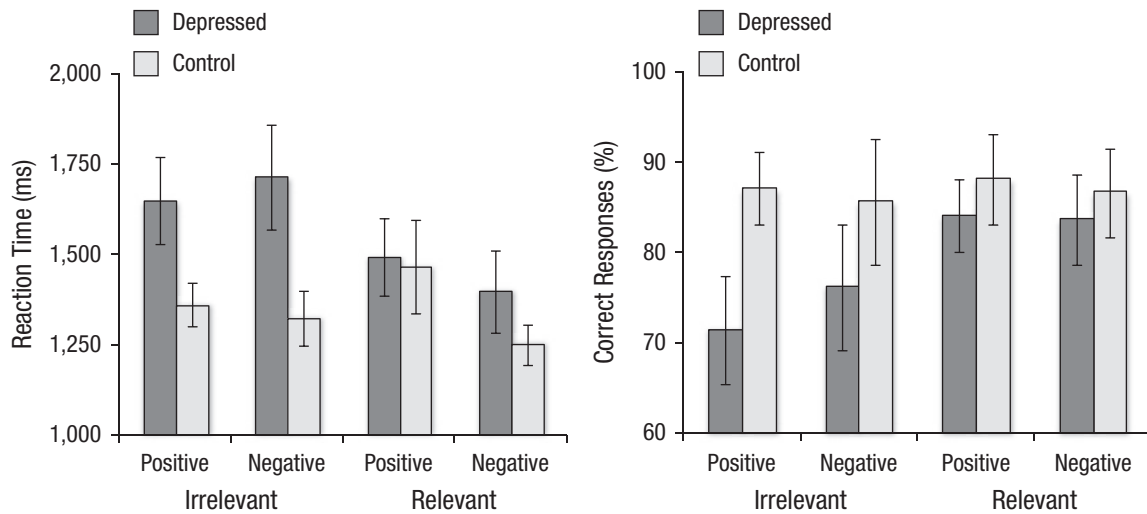 Depressed
Control
2,000
1,750
1,500
1,250
1,000
Reaction Time (ms)
Positive Negative Positive Negative
Irrelevant Relevant
Depressed
Control
100
90
80
70
60
Correct Responses (%)
Positive Negative Positive Negative
Irrelevant Relevant